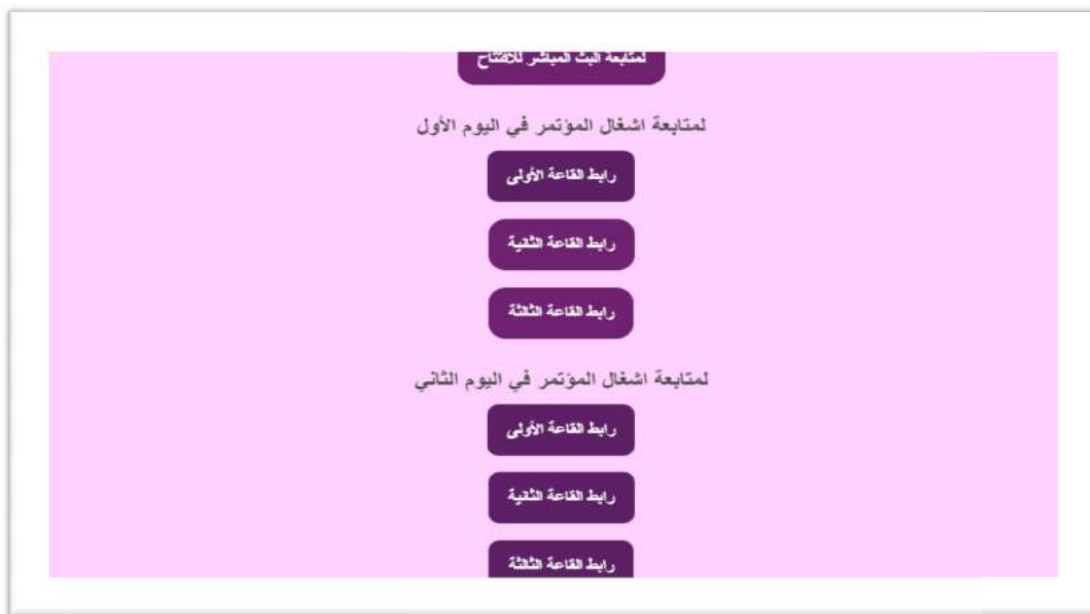 لمتابعة البث المباشر للافتتاح
لمتابعة اشغال المؤتمر في اليوم الأول
رابط القاعة الأولى
رابط القاعة الثانية
رابط القاعة الثالثة
لمتابعة اشغال المؤتمر في اليوم الثاني
رابط القاعة الأولى
رابط القاعة الثانية
رابط القاعة الثالثة